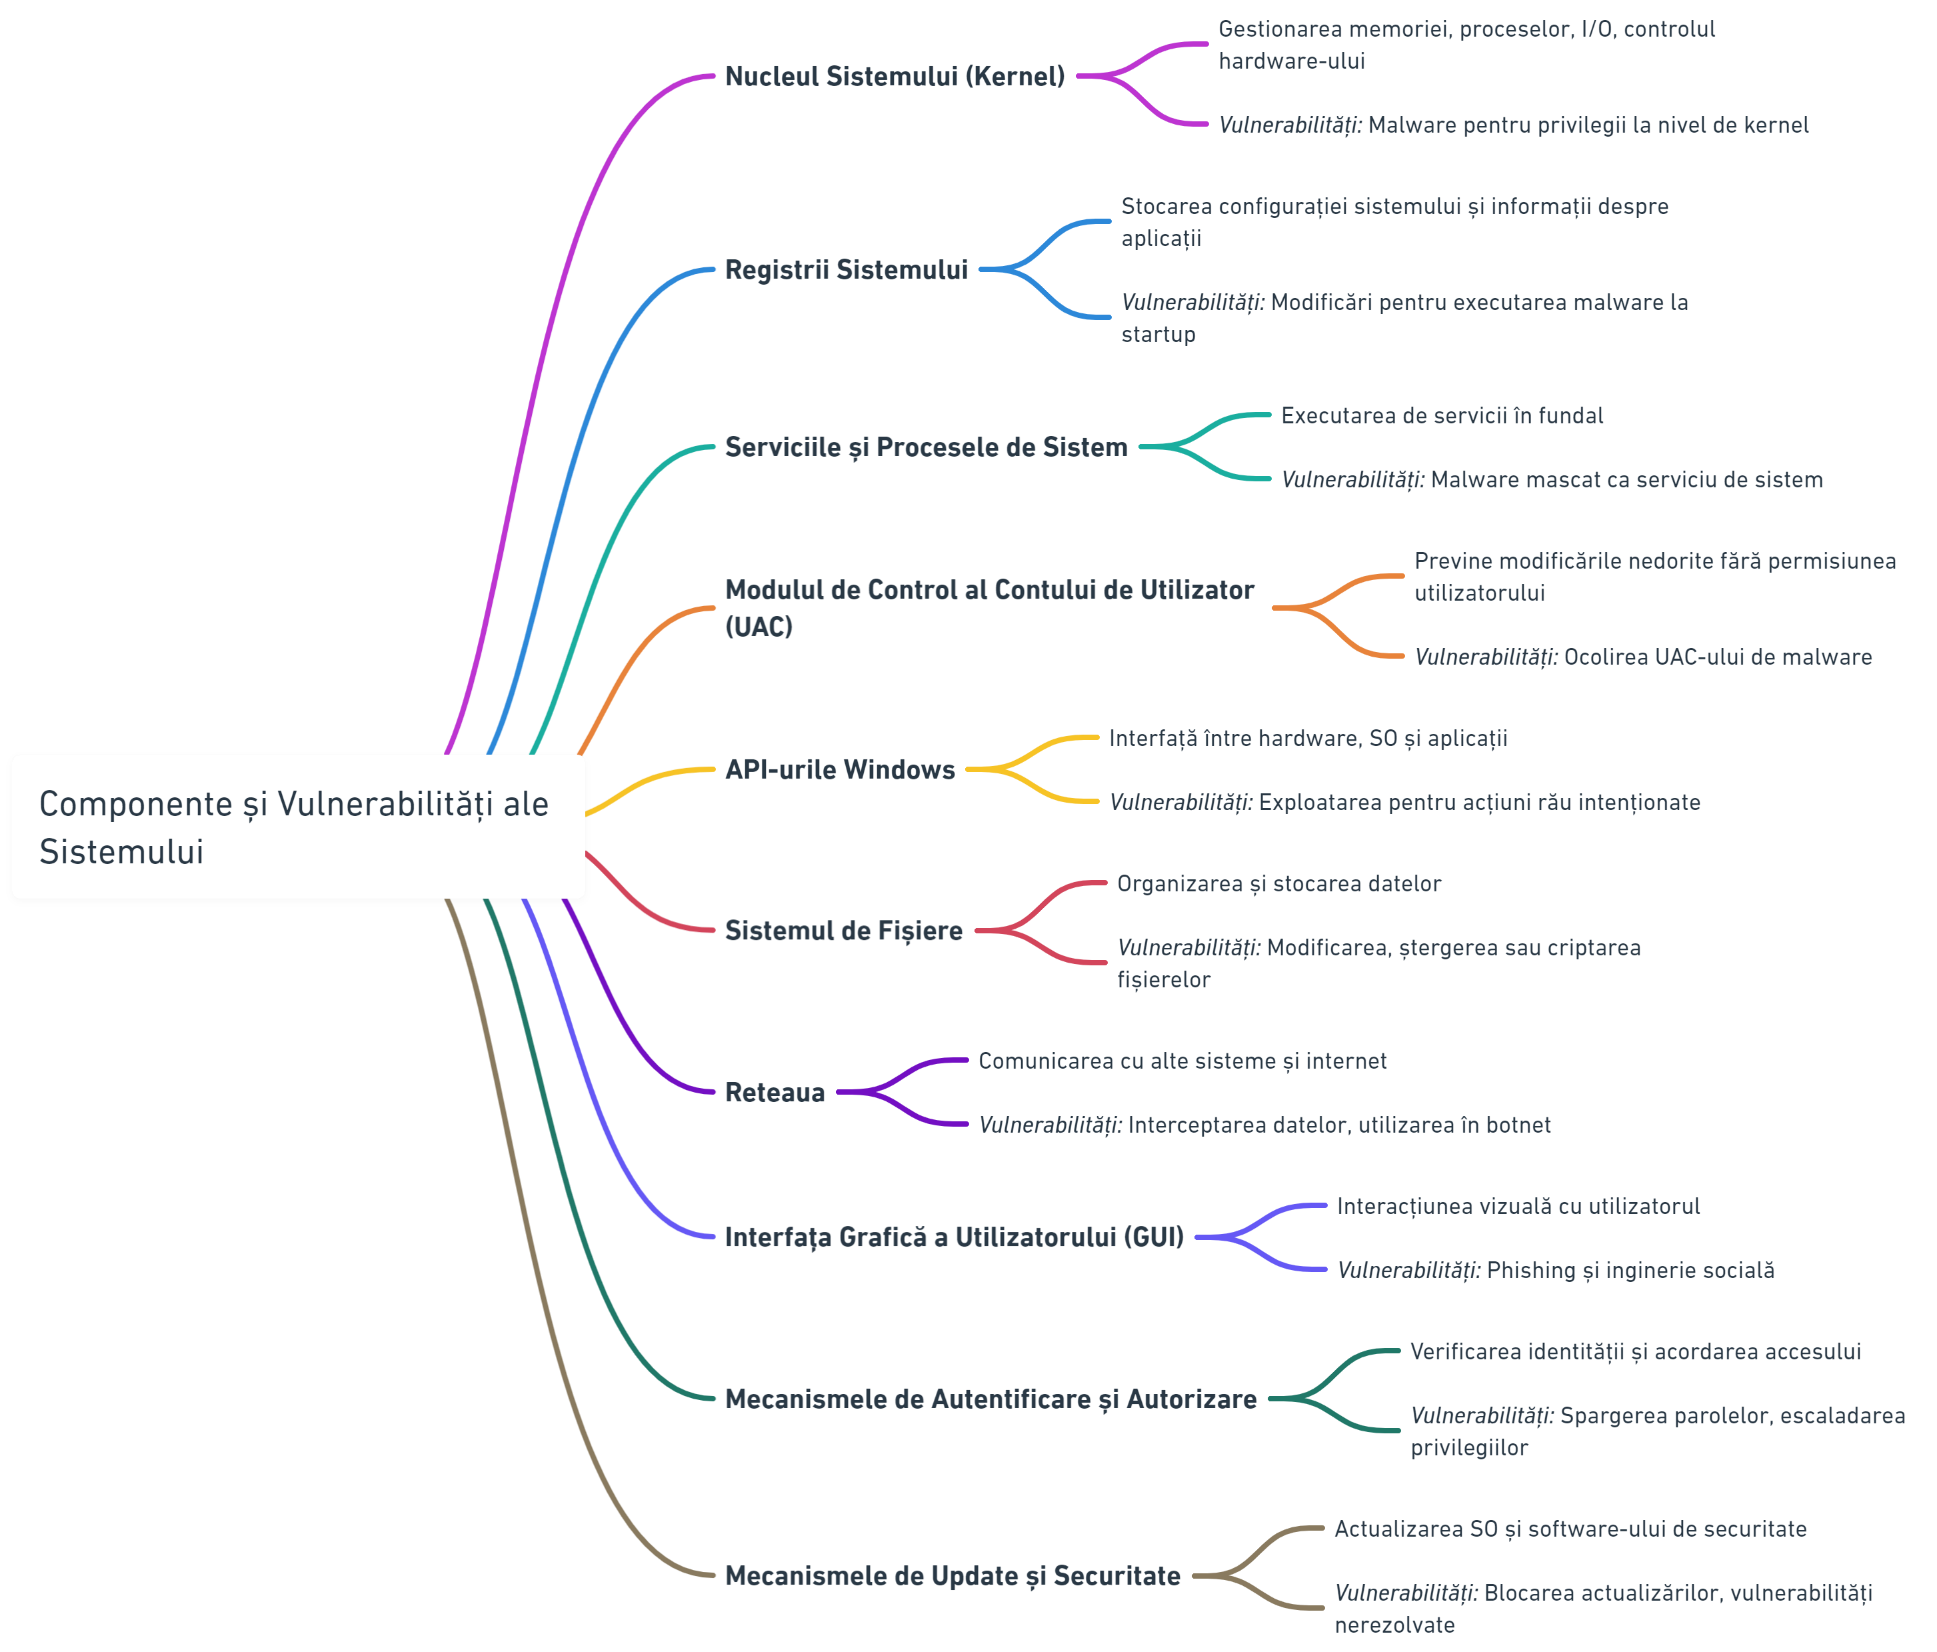 Componente și Vulnerabilități ale
Sistemului
Nucleul Sistemului (Kernel)
Gestionarea memoriei, proceselor, I/O, controlul
hardware-ului
Vulnerabilități: Malware pentru privilegii la nivel de kernel
Registrii Sistemului
Stocarea configurației sistemului și informații despre
aplicații
Vulnerabilități: Modificări pentru executarea malware la
startup
Serviciile și Procesele de Sistem
Executarea de servicii în fundal
Vulnerabilități: Malware mascat ca serviciu de sistem
Modulul de Control al Contului de Utilizator
(UAC)
Previne modificările nedorite fără permisiunea
utilizatorului
Vulnerabilități: Ocolirea UAC-ului de malware
API-urile Windows
Interfață între hardware, SO și aplicații
Vulnerabilități: Exploatarea pentru acțiuni rău intenționate
Sistemul de Fișiere
Organizarea și stocarea datelor
Vulnerabilități: Modificarea, ștergerea sau criptarea
fișierelor
Reteaua
Comunicarea cu alte sisteme și internet
Vulnerabilități: Interceptarea datelor, utilizarea în botnet
Interfața Grafică a Utilizatorului (GUI)
Interacțiunea vizuală cu utilizatorul
Vulnerabilități: Phishing și inginerie socială
Mecanismele de Autentificare și Autorizare
Verificarea identității și acordarea accesului
Vulnerabilități: Spargerea parolelor, escaladarea
privilegiilor
Mecanismele de Update și Securitate
Actualizarea SO și software-ului de securitate
Vulnerabilități: Blocarea actualizărilor, vulnerabilități
nerezolvate